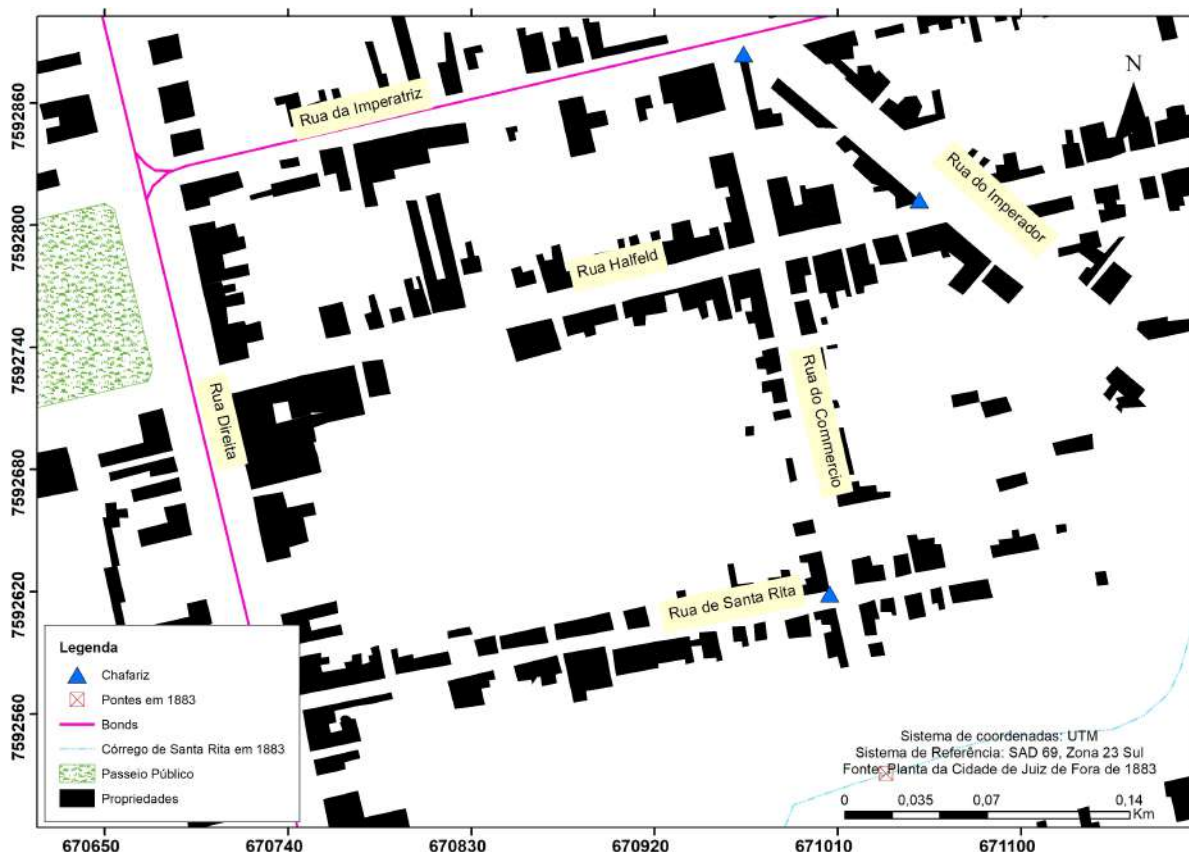 Rua da Imperatriz
N
Rua do Imperador
Rua Halfeld
Rua Direita
Rua do Commercio
Rua de Santa Rita
7592860
7592800
7592740
7592680
7592620
7592560
Legenda
Chafariz
Pontes em 1883
Bonds
Córrego de Santa Rita em 1883
Passeio Público
Propriedades
Sistema de coordenadas: UTM
Sistema de Referência: SAD 69, Zona 23 Sul
Fonte: Planta da Cidade de Juiz de Fora de 1883
0 0,035 0,07 0,14
Km
670650 670740 670830 670920 671010 671100